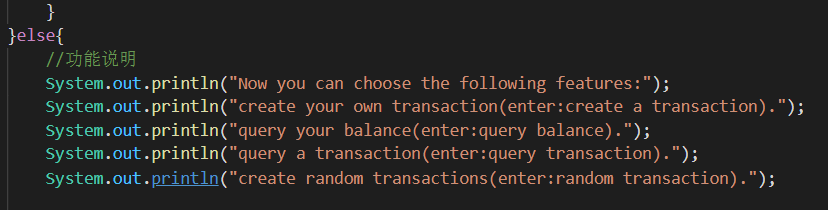 }
}else{
//功能说明
System.out.println("Now you can choose the following features:");
System.out.println("create your own transaction(enter:create a transaction).");
System.out.println("query your balance(enter:query balance).");
System.out.println("query a transaction(enter:query transaction).");
System.out.println("create random transactions(enter:random transaction).");